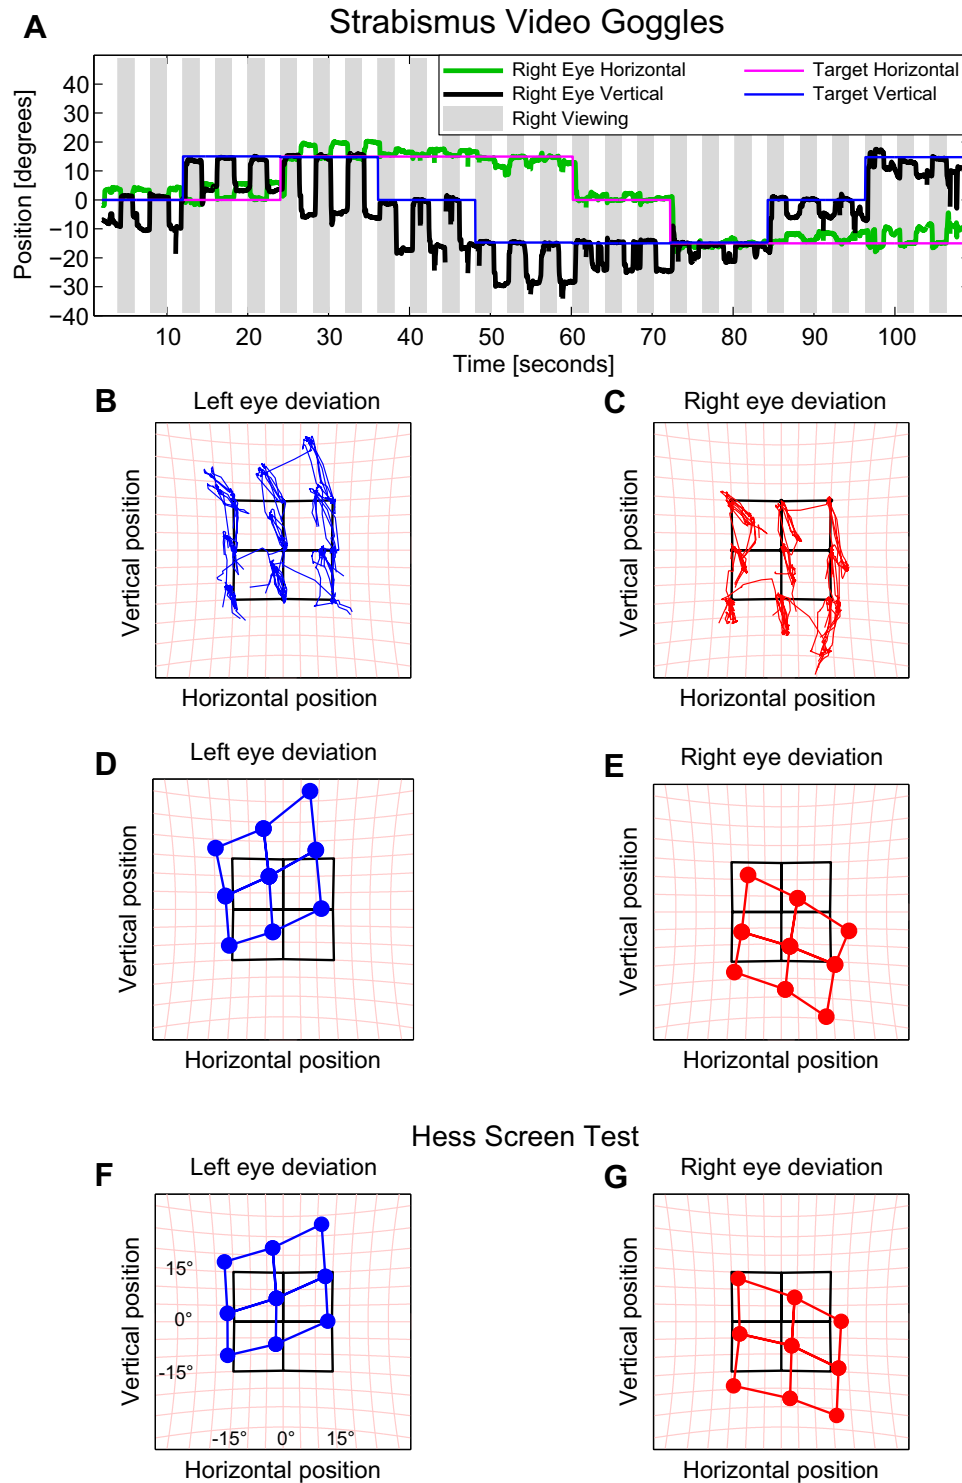 Strabismus Video Goggles
A
Position [degrees]
40
30
20
10
0
−10
−20
−30
−40
Right Eye Horizontal
Right Eye Vertical
Right Viewing
Target Horizontal
Target Vertical
10 20 30 40 50 60 70 80 90 100
Time [seconds]
B
Left eye deviation
Vertical position
Horizontal position
C
Right eye deviation
Vertical position
Horizontal position
D
Left eye deviation
Vertical position
Horizontal position
E
Right eye deviation
Vertical position
Horizontal position
Hess Screen Test
F
Left eye deviation
Vertical position
15°
0°
-15°
-15° 0° 15°
Horizontal position
G
Right eye deviation
Vertical position
Horizontal position